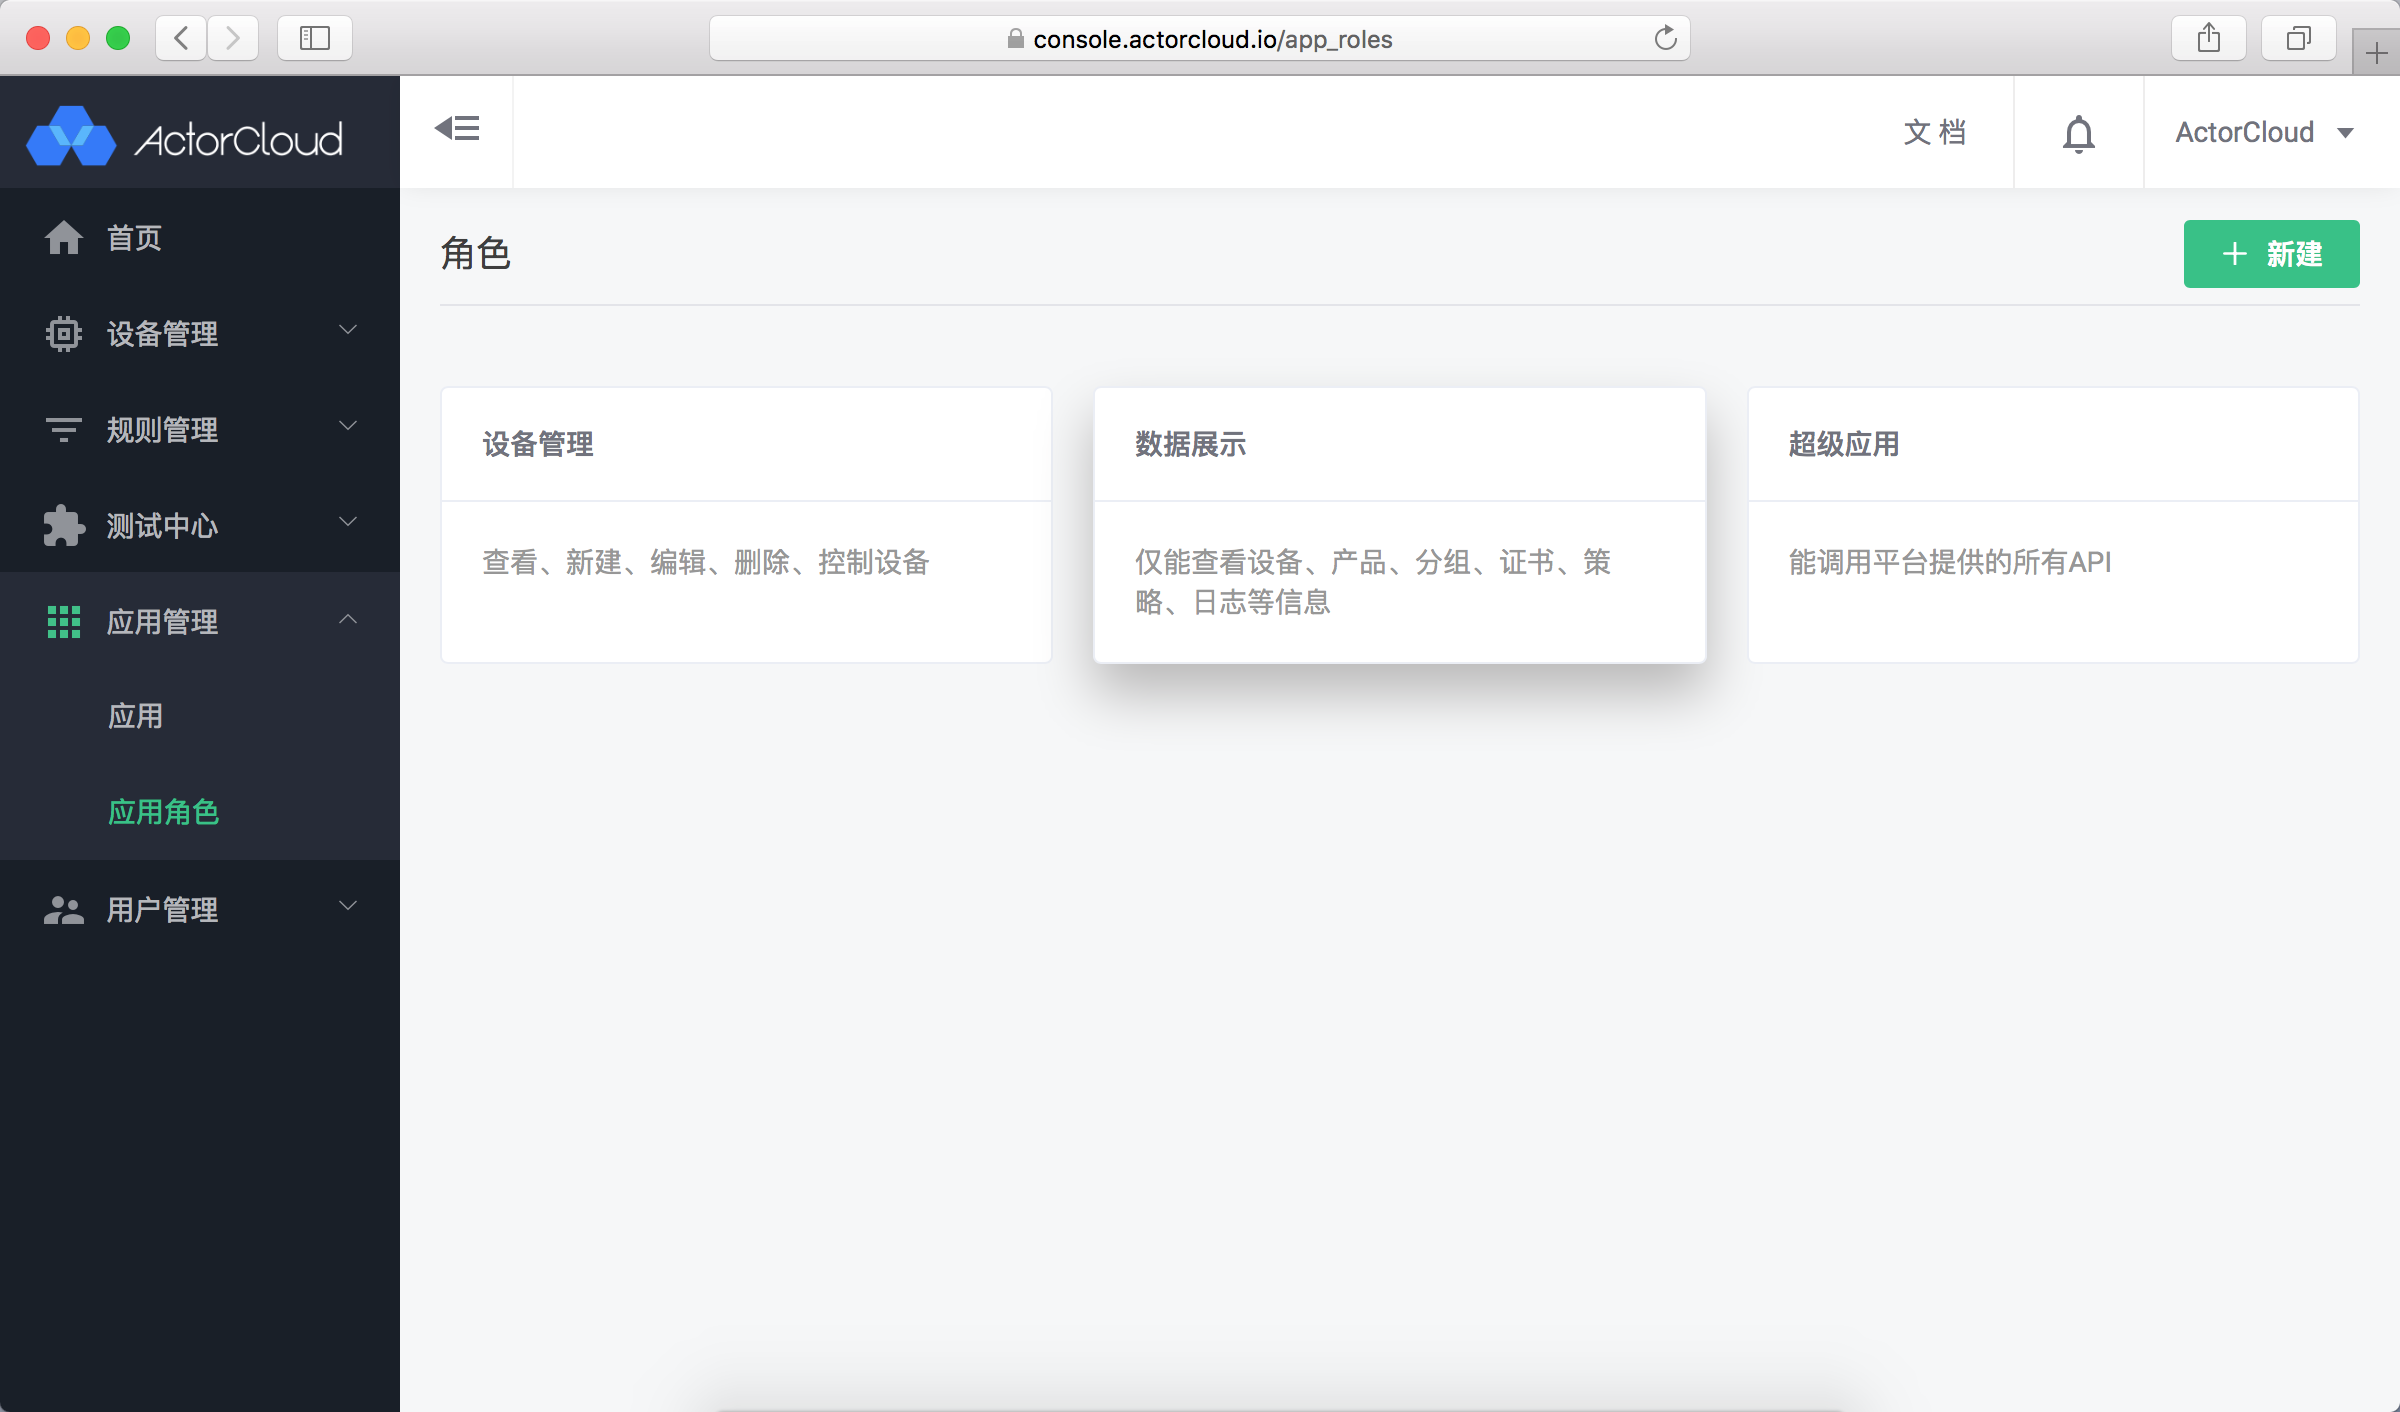 console.actorcloud.io/app_roles
ActorCloud
文 档
ActorCloud
首页
设备管理
规则管理
测试中心
应用管理
应用
应用角色
用户管理
角色
新建
设备管理
查看、新建、编辑、删除、控制设备
数据展示
仅能查看设备、产品、分组、证书、策
略、日志等信息
超级应用
能调用平台提供的所有API